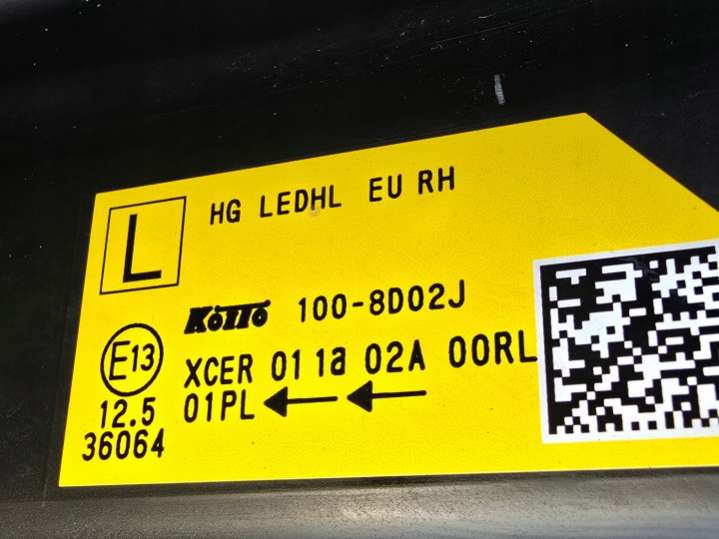 L
HG LEDHL EU RH
KOITO 100-8D02J
E13 XCER 01 1a 02A 00RL
12.5 01PL
36064